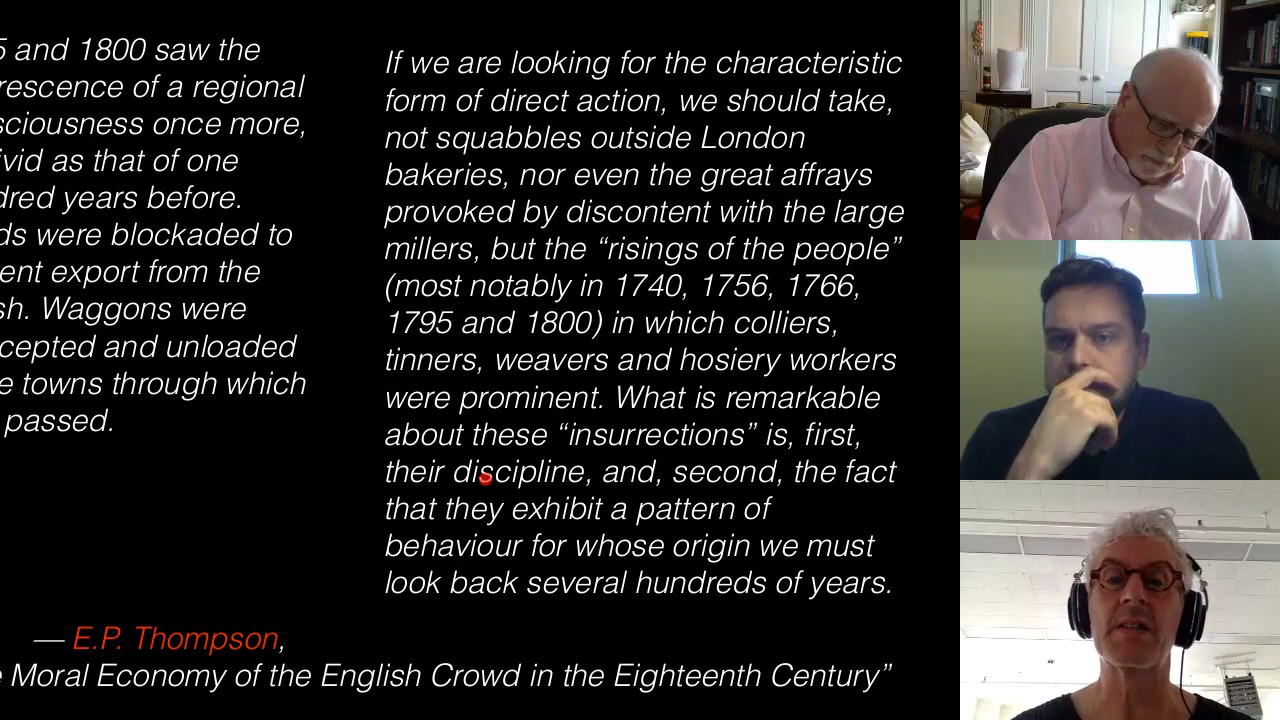 5 and 1800 saw the
rescence of a regional
sciousness once more,
ivid as that of one
dred years before.
ds were blockaded to
ent export from the
sh. Waggons were
cepted and unloaded
e towns through which
passed.
If we are looking for the characteristic
form of direct action, we should take,
not squabbles outside London
bakeries, nor even the great affrays
provoked by discontent with the large
millers, but the “risings of the people”
(most notably in 1740, 1756, 1766,
1795 and 1800) in which colliers,
tinners, weavers and hosiery workers
were prominent. What is remarkable
about these “insurrections” is, first,
their discipline, and, second, the fact
that they exhibit a pattern of
behaviour for whose origin we must
look back several hundreds of years.
— E.P. Thompson,
e Moral Economy of the English Crowd in the Eighteenth Century”